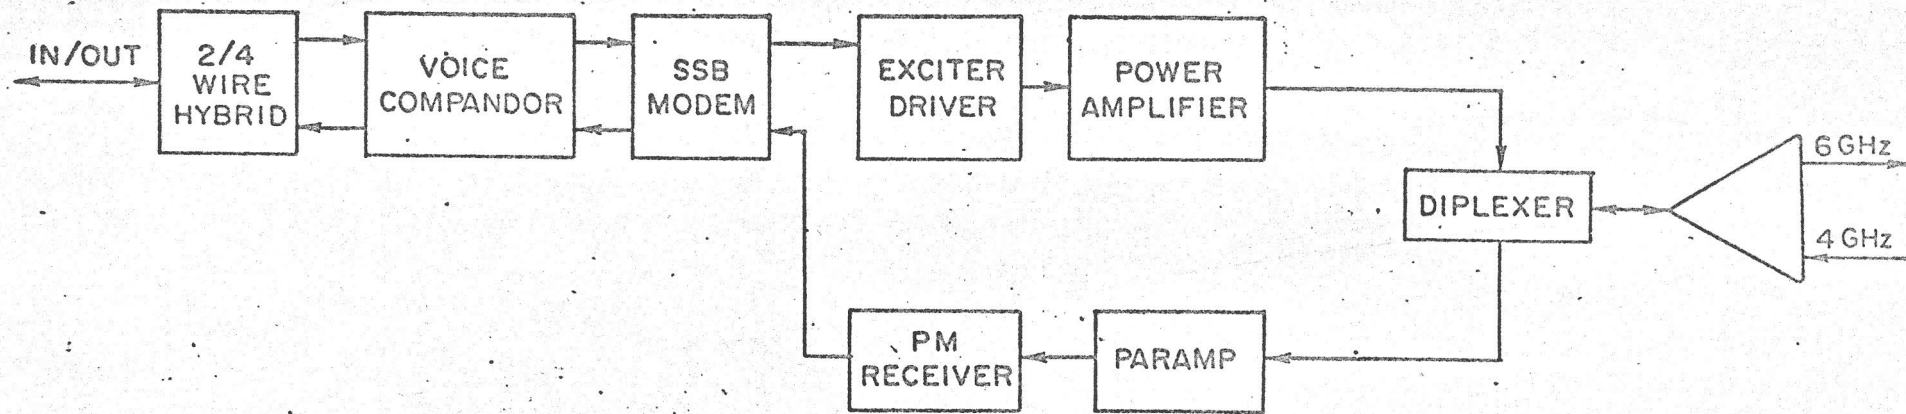 IN/OUT
2/4
WIRE
HYBRID
VOICE
COMPANDOR
SSB
MODEM
EXCITER
DRIVER
POWER
AMPLIFIER
DIPLEXER
6 GHz
4 GHz
PM
RECEIVER
PARAMP